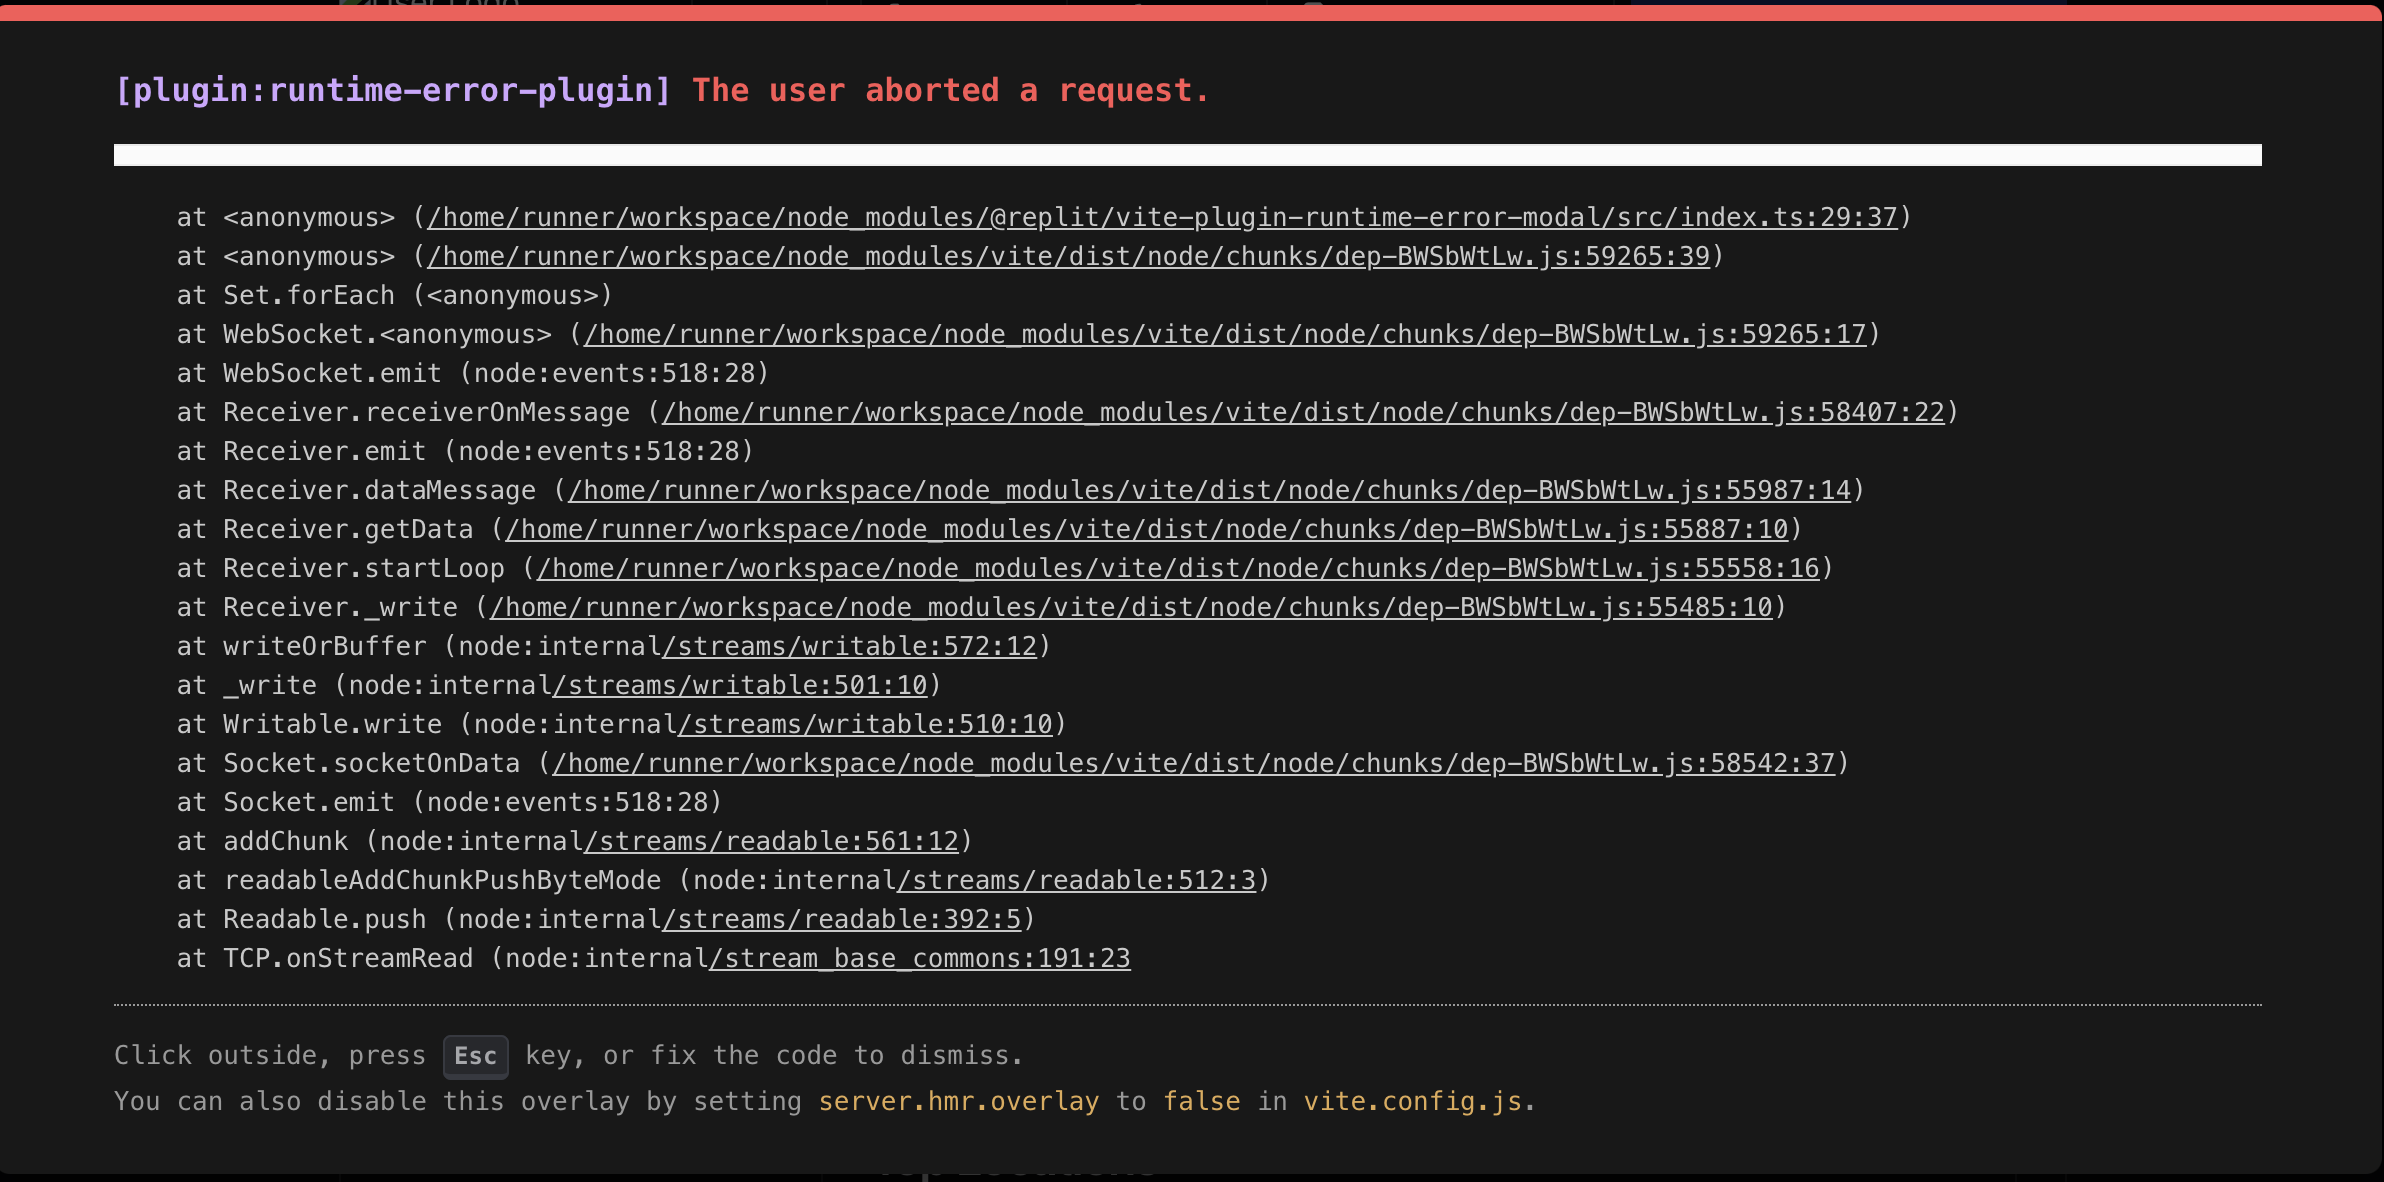 [plugin:runtime-error-plugin] The user aborted a request.
at <anonymous> (/home/runner/workspace/node_modules/@replit/vite-plugin-runtime-error-modal/src/index.ts:29:37)
at <anonymous> (/home/runner/workspace/node_modules/vite/dist/node/chunks/dep-BWSbWtLw.js:59265:39)
at Set.forEach (<anonymous>)
at WebSocket.<anonymous> (/home/runner/workspace/node_modules/vite/dist/node/chunks/dep-BWSbWtLw.js:59265:17)
at WebSocket.emit (node:events:518:28)
at Receiver.receiverOnMessage (/home/runner/workspace/node_modules/vite/dist/node/chunks/dep-BWSbWtLw.js:58407:22)
at Receiver.emit (node:events:518:28)
at Receiver.dataMessage (/home/runner/workspace/node_modules/vite/dist/node/chunks/dep-BWSbWtLw.js:55987:14)
at Receiver.getData (/home/runner/workspace/node_modules/vite/dist/node/chunks/dep-BWSbWtLw.js:55887:10)
at Receiver.startLoop (/home/runner/workspace/node_modules/vite/dist/node/chunks/dep-BWSbWtLw.js:55558:16)
at Receiver._write (/home/runner/workspace/node_modules/vite/dist/node/chunks/dep-BWSbWtLw.js:55485:10)
at writeOrBuffer (node:internal/streams/writable:572:12)
at _write (node:internal/streams/writable:501:10)
at Writable.write (node:internal/streams/writable:510:10)
at Socket.socketOnData (/home/runner/workspace/node_modules/vite/dist/node/chunks/dep-BWSbWtLw.js:58542:37)
at Socket.emit (node:events:518:28)
at addChunk (node:internal/streams/readable:561:12)
at readableAddChunkPushByteMode (node:internal/streams/readable:512:3)
at Readable.push (node:internal/streams/readable:392:5)
at TCP.onStreamRead (node:internal/stream_base_commons:191:23
Click outside, press Esc key, or fix the code to dismiss.
You can also disable this overlay by setting server.hmr.overlay to false in vite.config.js.